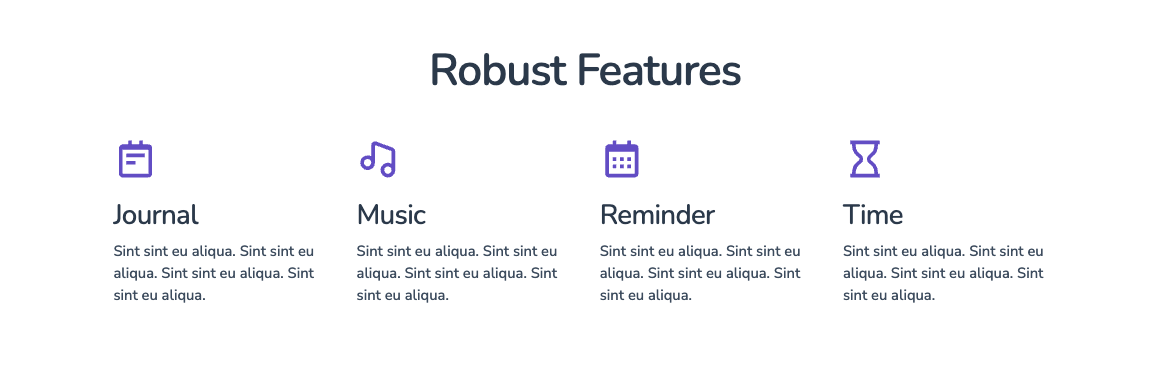 Robust Features
Journal
Sint sint eu aliqua. Sint sint eu
aliqua. Sint sint eu aliqua. Sint
sint eu aliqua.
Music
Sint sint eu aliqua. Sint sint eu
aliqua. Sint sint eu aliqua. Sint
sint eu aliqua.
Reminder
Sint sint eu aliqua. Sint sint eu
aliqua. Sint sint eu aliqua. Sint
sint eu aliqua.
Time
Sint sint eu aliqua. Sint sint eu
aliqua. Sint sint eu aliqua. Sint
sint eu aliqua.